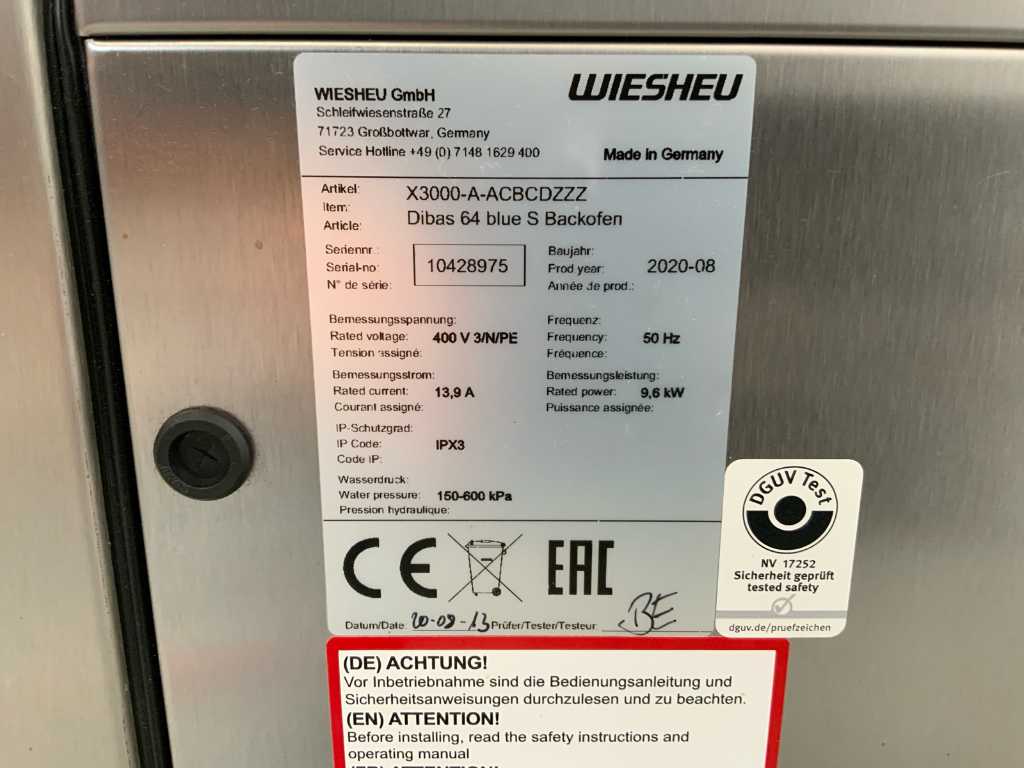 WIESHEU GmbH
Schleifwiesenstraße 27
71723 Großbottwar, Germany
Service Hotline +49 (0) 7148 1629 400
WIESHEU
Made in Germany
Artikel: X3000-A-ACBCDZZZ
Item:
Article: Dibas 64 blue S Backofen
Seriennr.:
Serial-no: 10428975
N° de série:
Baujahr:
Prod year: 2020-08
Année de prod.:
Bemessungsspannung:
Rated voltage: 400 V 3/N/PE
Tension assigné:
Frequenz:
Frequency: 50 Hz
Fréquence:
Bemessungsstrom:
Rated current: 13,9 A
Courant assigné:
Bemessungsleistung:
Rated power: 9,6 kW
Puissance assignée:
IP-Schutzgrad:
IP Code: IPX3
Code IP:
Wasserdruck:
Water pressure: 150-600 kPa
Pression hydraulique:
CE EAC
Datum/Date: 20-08-13 Prüfer/Tester/Testeur: BE
DGUV Test
NV 17252
Sicherheit geprüft
tested safety
dguv.de/pruefzeichen
(DE) ACHTUNG!
Vor Inbetriebnahme sind die Bedienungsanleitung und
Sicherheitsanweisungen durchzulesen und zu beachten.
(EN) ATTENTION!
Before installing, read the safety instructions and
operating manual